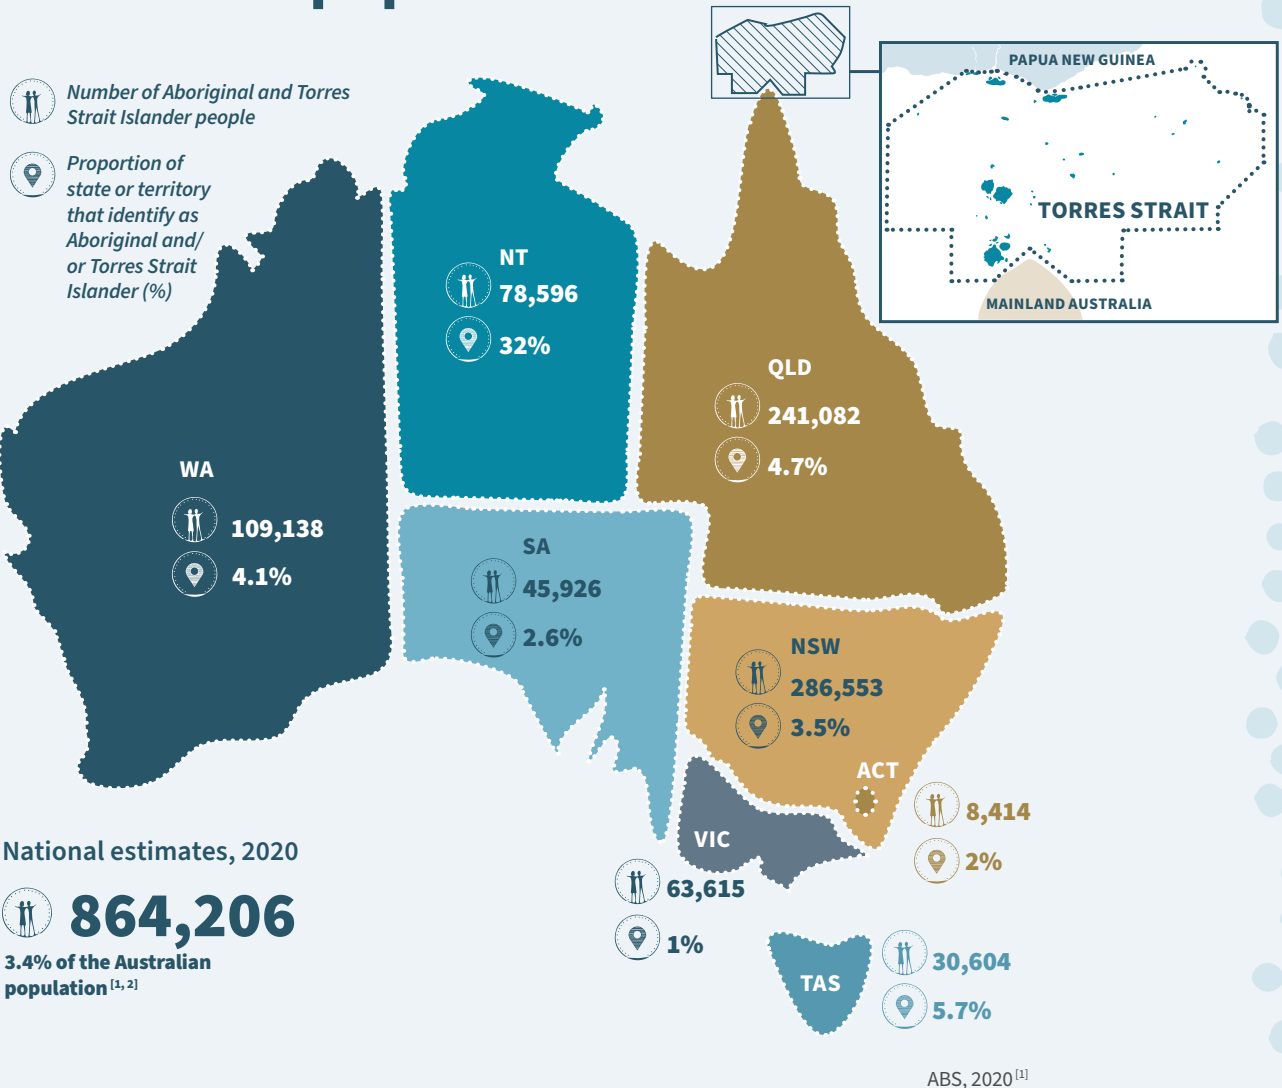 Number of Aboriginal and Torres
Strait Islander people
Proportion of
state or territory
that identify as
Aboriginal and/
or Torres Strait
Islander (%)
PAPUA NEW GUINEA
TORRES STRAIT
MAINLAND AUSTRALIA
NT
78,596
32%
QLD
241,082
4.7%
WA
109,138
4.1%
SA
45,926
2.6%
NSW
286,553
3.5%
ACT
8,414
2%
VIC
63,615
1%
TAS
30,604
5.7%
National estimates, 2020
864,206
3.4% of the Australian
population [1, 2]
ABS, 2020 [1]